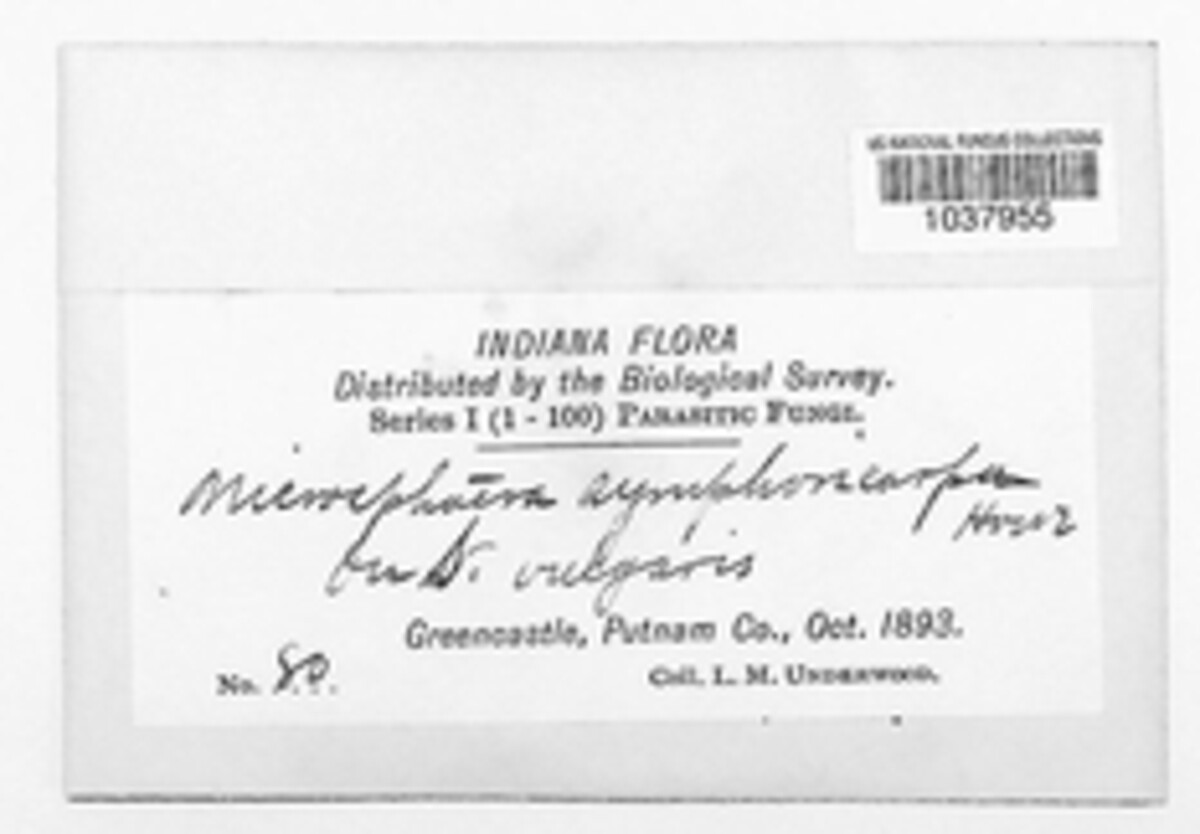 US NATIONAL FUNGUS COLLECTIONS
1037955
INDIANA FLORA
Distributed by the Biological Survey.
Series I (1 - 100) PARASITIC FUNGI.
Microsphaera symphoricarpi
Howe
On S. vulgaris
Greencastle, Putnam Co., Oct. 1893.
No. 80.
Coll. L. M. UNDERWOOD.